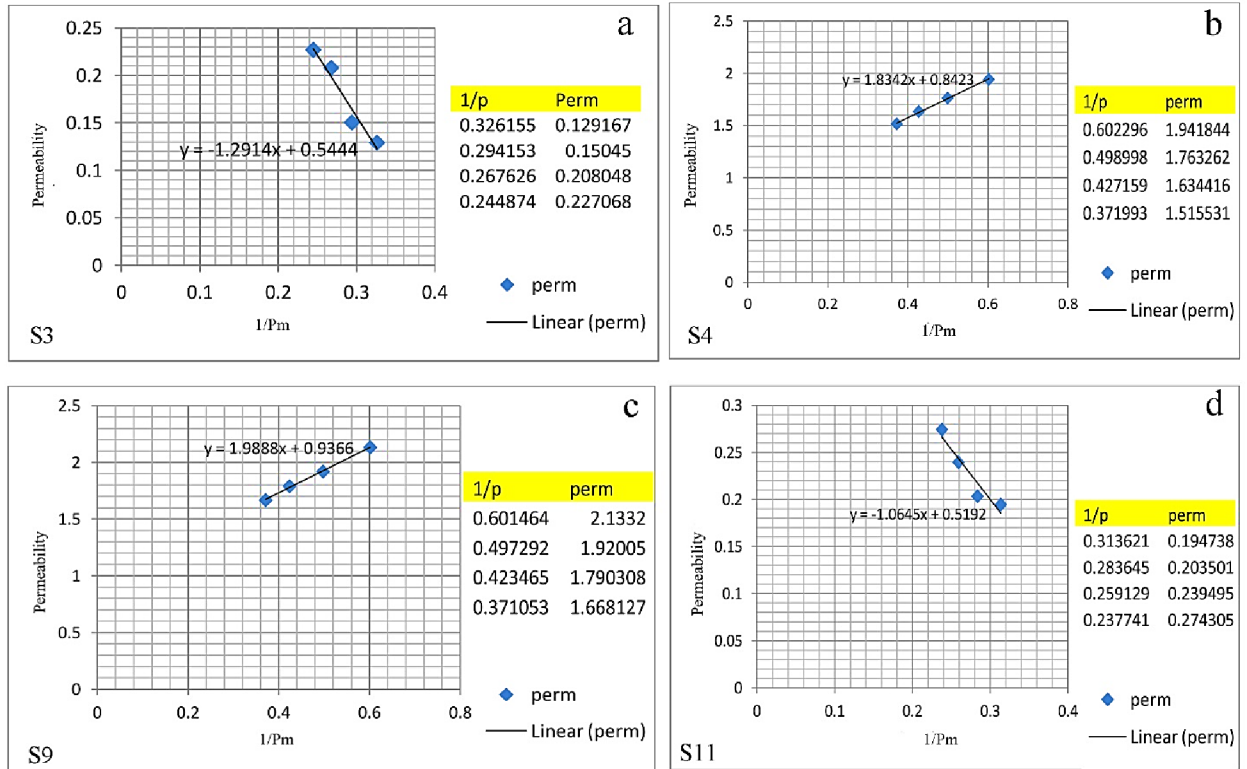 a
0.25
0.2
0.15
0.1
0.05
0
0 0.1 0.2 0.3 0.4
Permeability
1/Pm
y = -1.2914x + 0.5444
1/p Perm
0.326155 0.129167
0.294153 0.15045
0.267626 0.208048
0.244874 0.227068
perm
Linear (perm)
S3
b
2.5
2
1.5
1
0.5
0
0 0.2 0.4 0.6 0.8
Permeability
1/Pm
y = 1.8342x + 0.8423
1/p perm
0.602296 1.941844
0.498998 1.763262
0.427159 1.634416
0.371993 1.515531
perm
Linear (perm)
S4
c
2.5
2
1.5
1
0.5
0
0 0.2 0.4 0.6 0.8
Permeability
1/Pm
y = 1.9888x + 0.9366
1/p perm
0.601464 2.1332
0.497292 1.92005
0.423465 1.790308
0.371053 1.668127
perm
Linear (perm)
S9
d
0.3
0.25
0.2
0.15
0.1
0.05
0
0 0.1 0.2 0.3 0.4
Permeability
1/Pm
y = -1.0645x + 0.5192
1/p perm
0.313621 0.194738
0.283645 0.203501
0.259129 0.239495
0.237741 0.274305
perm
Linear (perm)
S11